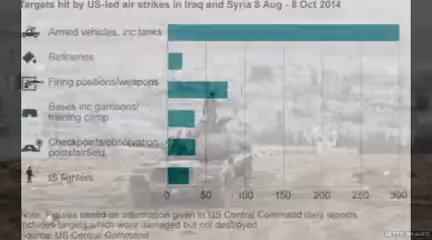 Targets hit by US-led air strikes in Iraq and Syria 8 Aug - 8 Oct 2014
Armed vehicles, inc tanks
Refineries
Firing positions/weapons
Bases inc garrisons/
training camp
Checkpoints/observation
posts/airfield
IS fighters
0 50 100 150 200 250 300
Note: Figures based on information given in US Central Command daily reports
Includes targets which were damaged but not destroyed
Source: US Central Command
GETTY IMAGES